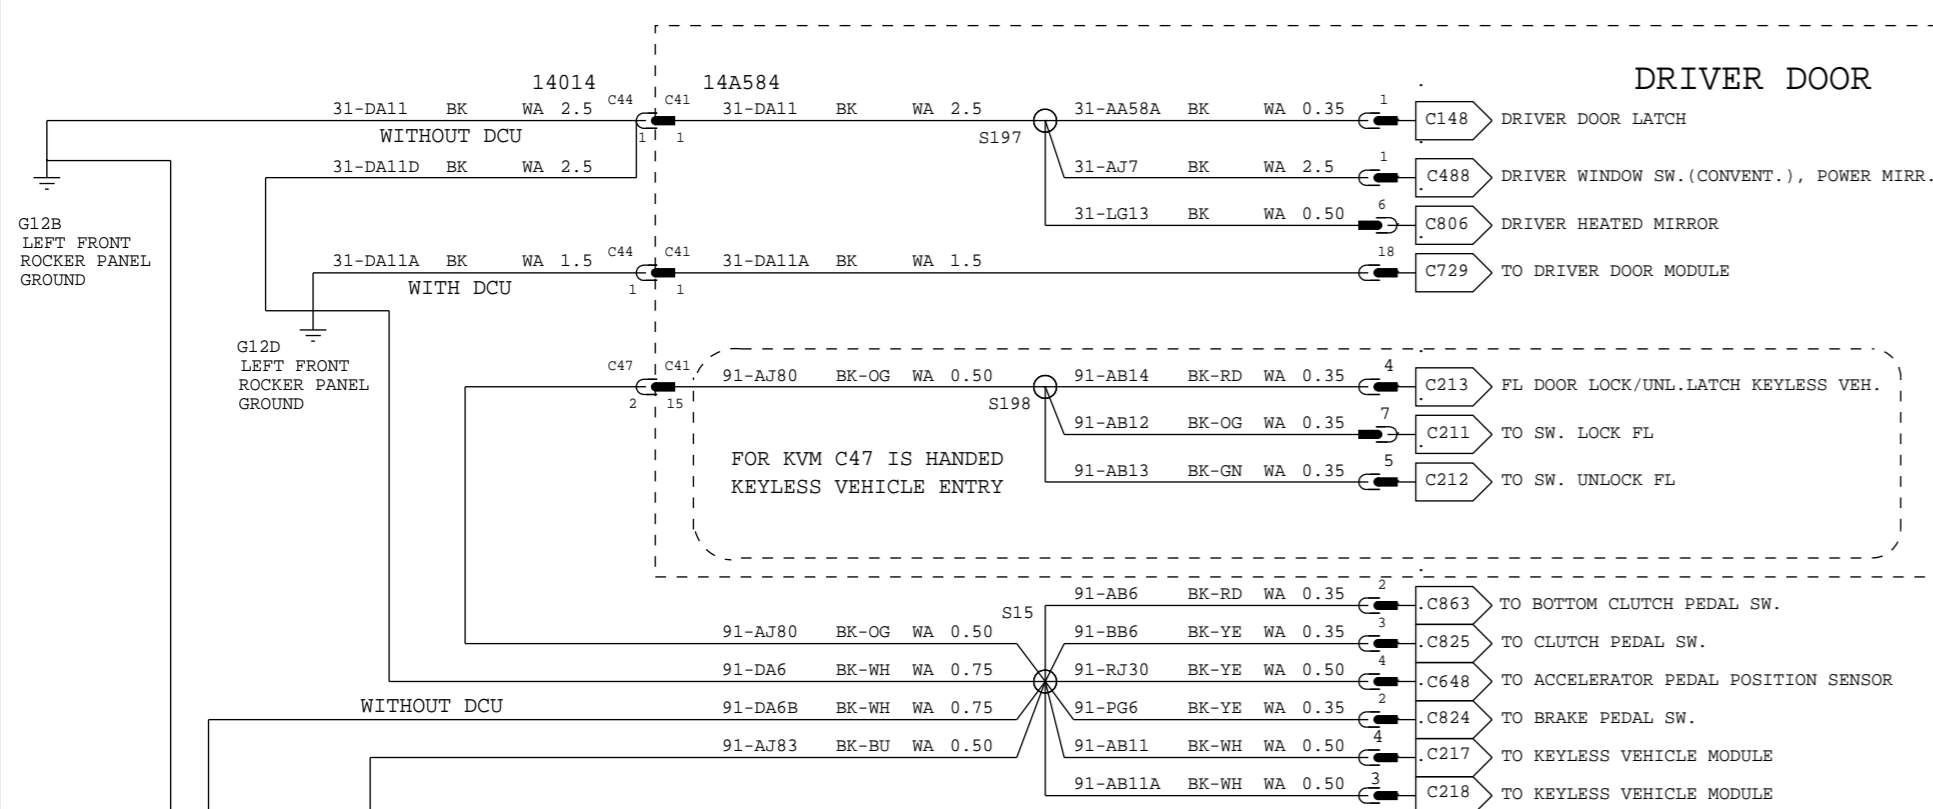 DRIVER DOOR
14014 14A584
31-DA11 BK WA 2.5 C44 C41 31-DA11 BK WA 2.5 31-AA58A BK WA 0.35 1 C148 DRIVER DOOR LATCH
WITHOUT DCU 1 1 S197
31-DA11D BK WA 2.5 31-AJ7 BK WA 2.5 1 C488 DRIVER WINDOW SW.(CONVENT.), POWER MIRR.
31-LG13 BK WA 0.50 6 C806 DRIVER HEATED MIRROR
G12B
LEFT FRONT
ROCKER PANEL
GROUND
31-DA11A BK WA 1.5 C44 C41 31-DA11A BK WA 1.5 18 C729 TO DRIVER DOOR MODULE
WITH DCU 1 1
G12D
LEFT FRONT
ROCKER PANEL
GROUND
C47 C41 91-AJ80 BK-OG WA 0.50 91-AB14 BK-RD WA 0.35 4 C213 FL DOOR LOCK/UNL.LATCH KEYLESS VEH.
2 15 S198
91-AB12 BK-OG WA 0.35 7 C211 TO SW. LOCK FL
FOR KVM C47 IS HANDED
KEYLESS VEHICLE ENTRY
91-AB13 BK-GN WA 0.35 5 C212 TO SW. UNLOCK FL
91-AB6 BK-RD WA 0.35 2 C863 TO BOTTOM CLUTCH PEDAL SW.
S15
91-AJ80 BK-OG WA 0.50 91-BB6 BK-YE WA 0.35 3 C825 TO CLUTCH PEDAL SW.
91-DA6 BK-WH WA 0.75 91-RJ30 BK-YE WA 0.50 4 C648 TO ACCELERATOR PEDAL POSITION SENSOR
WITHOUT DCU 91-DA6B BK-WH WA 0.75 91-PG6 BK-YE WA 0.35 2 C824 TO BRAKE PEDAL SW.
91-AJ83 BK-BU WA 0.50 91-AB11 BK-WH WA 0.50 4 C217 TO KEYLESS VEHICLE MODULE
91-AB11A BK-WH WA 0.50 3 C218 TO KEYLESS VEHICLE MODULE